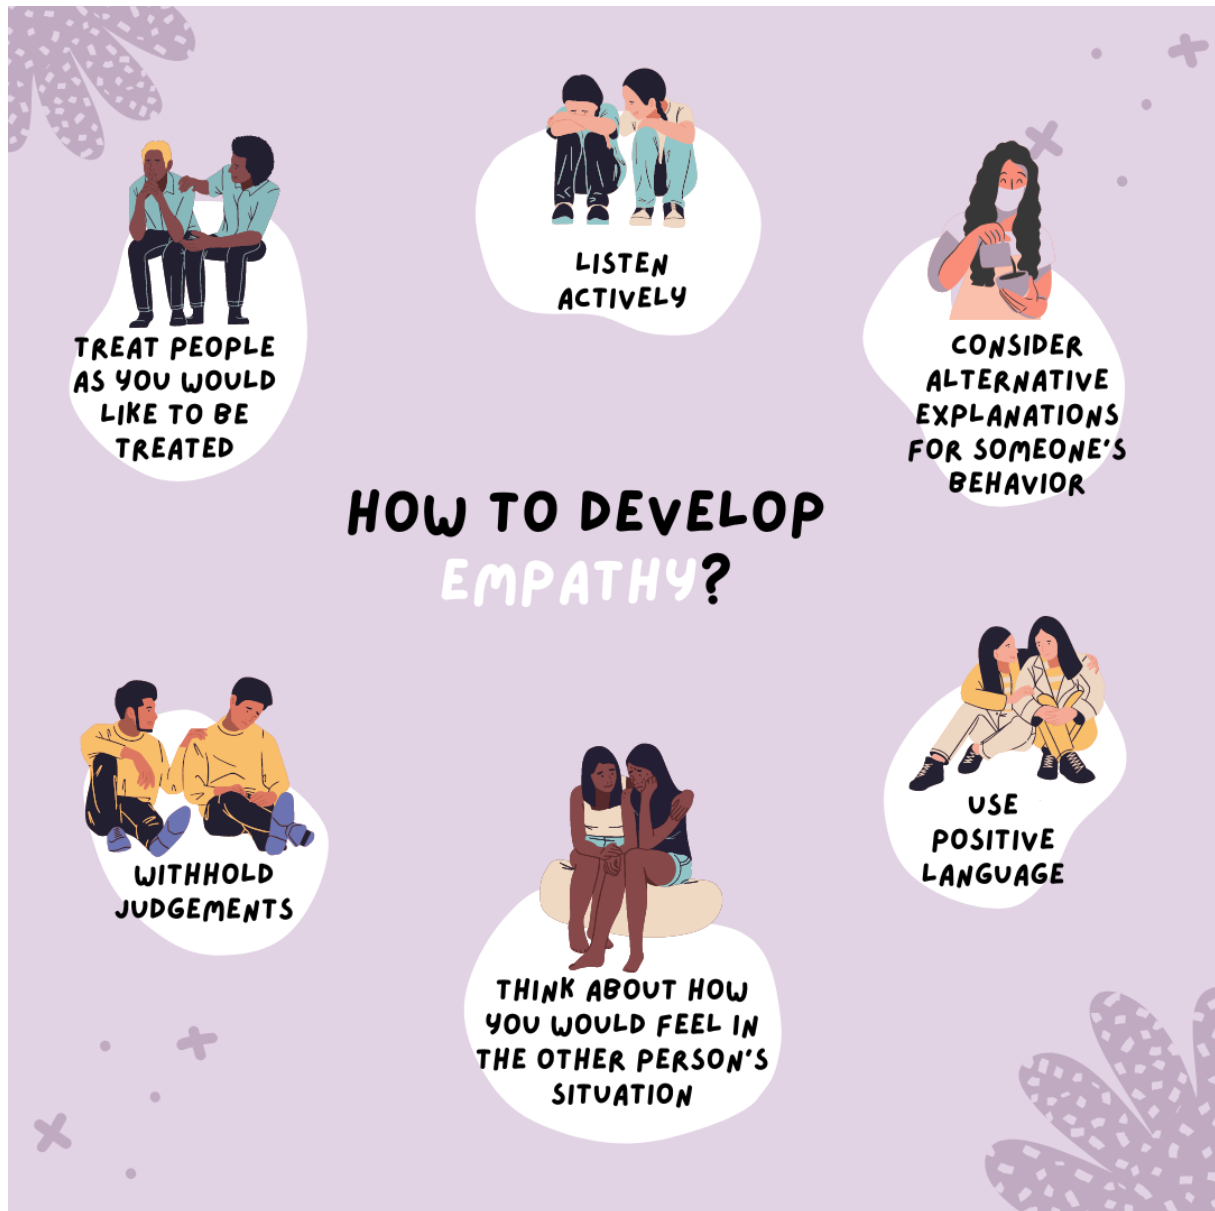 LISTEN
ACTIVELY
TREAT PEOPLE
AS YOU WOULD
LIKE TO BE
TREATED
CONSIDER
ALTERNATIVE
EXPLANATIONS
FOR SOMEONE'S
BEHAVIOR
HOW TO DEVELOP
EMPATHY?
USE
POSITIVE
LANGUAGE
WITHHOLD
JUDGEMENTS
THINK ABOUT HOW
YOU WOULD FEEL IN
THE OTHER PERSON'S
SITUATION